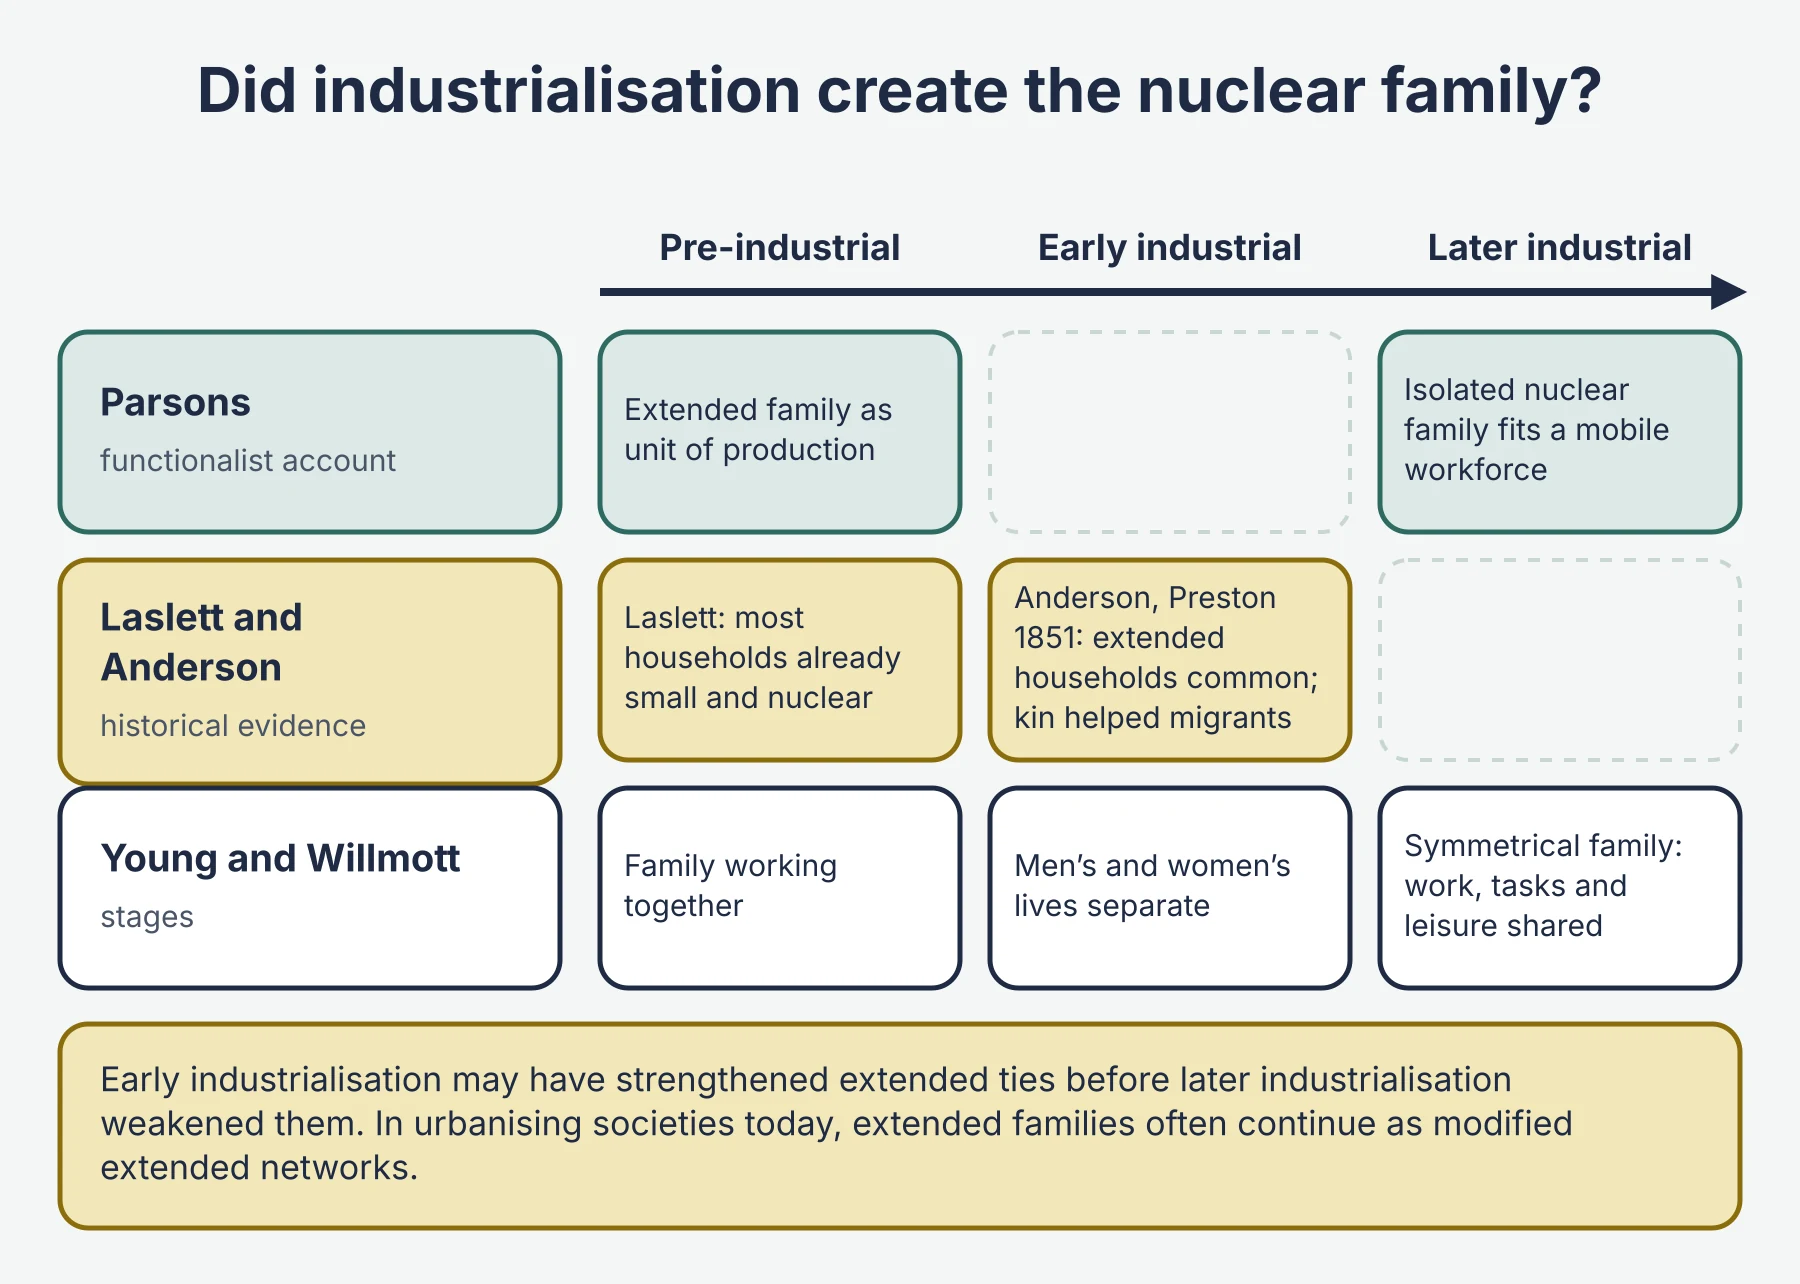 Did industrialisation create the nuclear family?
Pre-industrial
Early industrial
Later industrial
Parsons
functionalist account
Extended family as
unit of production
Isolated nuclear
family fits a mobile
workforce
Laslett and
Anderson
historical evidence
Laslett: most
households already
small and nuclear
Anderson, Preston
1851: extended
households common;
kin helped migrants
Young and Willmott
stages
Family working
together
Men’s and women’s
lives separate
Symmetrical family:
work, tasks and
leisure shared
Early industrialisation may have strengthened extended ties before later industrialisation
weakened them. In urbanising societies today, extended families often continue as modified
extended networks.